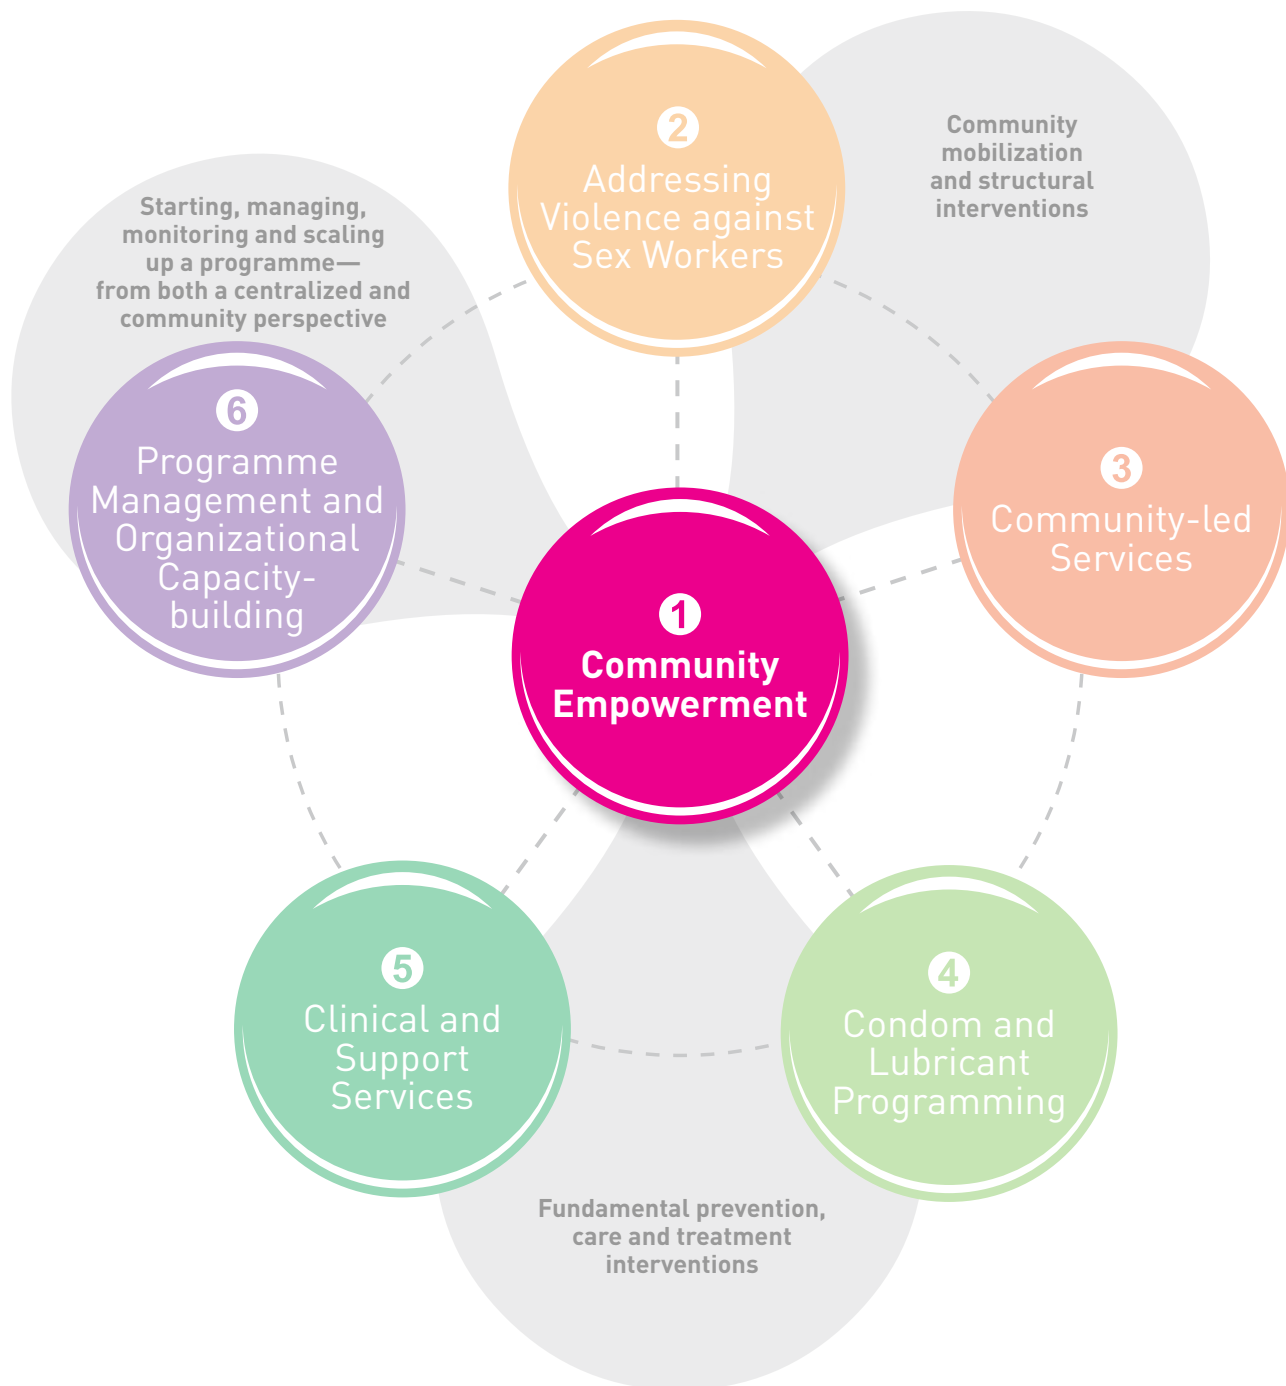 2
Addressing
Violence against
Sex Workers
Community
mobilization
and structural
interventions
Starting, managing,
monitoring and scaling
up a programme—
from both a centralized and
community perspective
6
Programme
Management and
Organizational
Capacity-
building
3
Community-led
Services
1
Community
Empowerment
5
Clinical and
Support
Services
4
Condom and
Lubricant
Programming
Fundamental prevention,
care and treatment
interventions